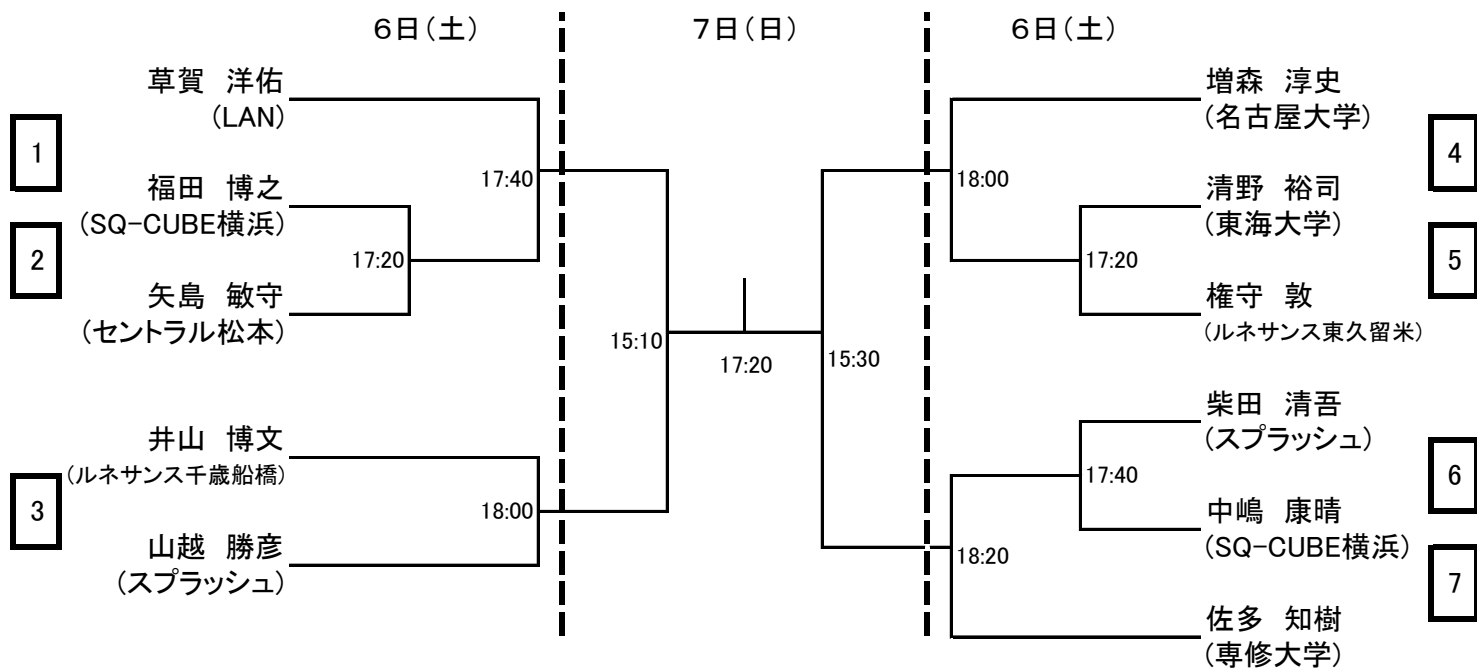 6日(土)
7日(日)
6日(土)
草賀 洋佑
(LAN)
1
福田 博之
(SQ-CUBE横浜)
2
矢島 敏守
(セントラル松本)
17:20
17:40
井山 博文
(ルネサンス千歳船橋)
3
山越 勝彦
(スプラッシュ)
18:00
15:10
17:20
15:30
増森 淳史
(名古屋大学)
4
18:00
清野 裕司
(東海大学)
5
17:20
権守 敦
(ルネサンス東久留米)
柴田 清吾
(スプラッシュ)
6
17:40
中嶋 康晴
(SQ-CUBE横浜)
18:20
7
佐多 知樹
(専修大学)